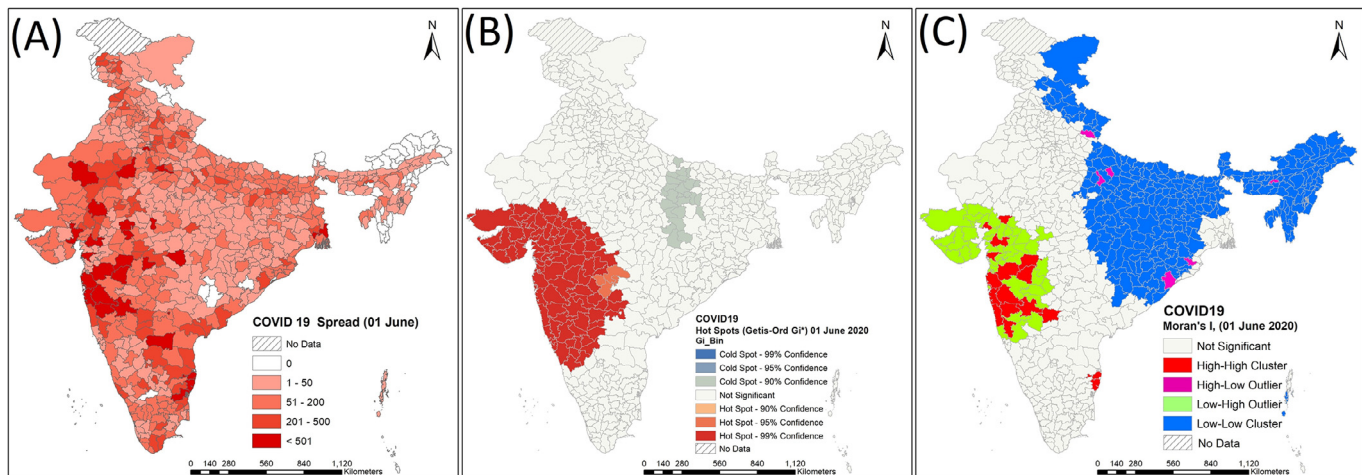 (A)
N
COVID 19 Spread (01 June)
No Data
0
1 - 50
51 - 200
201 - 500
< 501
0 140 280 560 840 1,120
Kilometers
(B)
N
COVID19
Hot Spots (Getis-Ord Gi*) 01 June 2020
Gi_Bin
Cold Spot - 99% Confidence
Cold Spot - 95% Confidence
Cold Spot - 90% Confidence
Not Significant
Hot Spot - 90% Confidence
Hot Spot - 95% Confidence
Hot Spot - 99% Confidence
No Data
0 140 280 560 840 1,120
Kilometers
(C)
N
COVID19
Moran's I, (01 June 2020)
Not Significant
High-High Cluster
High-Low Outlier
Low-High Outlier
Low-Low Cluster
No Data
0 140 280 560 840 1,120
Kilometers